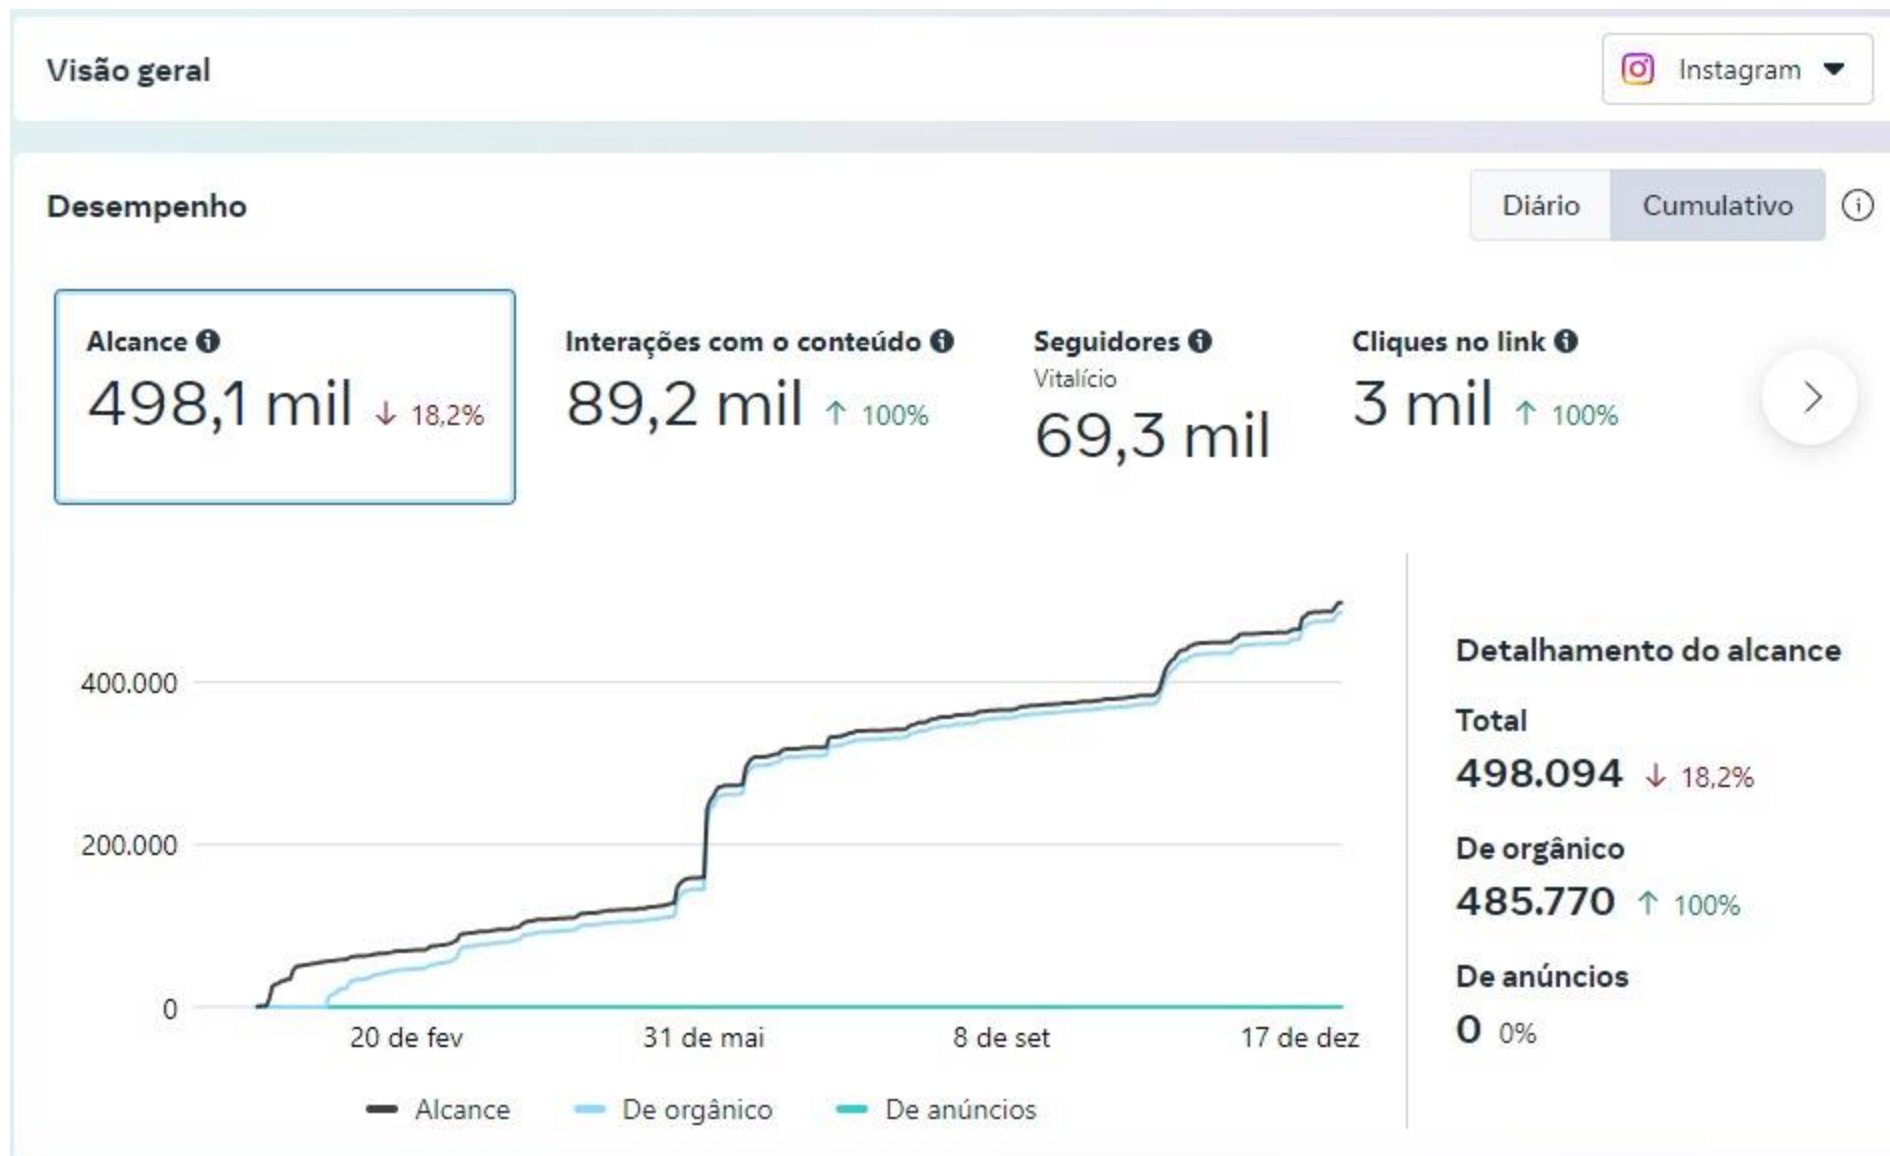 Visão geral
Instagram
Desempenho
Diário
Cumulativo
Alcance
498,1 mil ↓ 18,2%
Interações com o conteúdo
89,2 mil ↑ 100%
Seguidores
Vitalício
69,3 mil
Cliques no link
3 mil ↑ 100%
400.000
200.000
0
20 de fev
31 de mai
8 de set
17 de dez
Alcance
De orgânico
De anúncios
Detalhamento do alcance
Total
498.094 ↓ 18,2%
De orgânico
485.770 ↑ 100%
De anúncios
0 0%